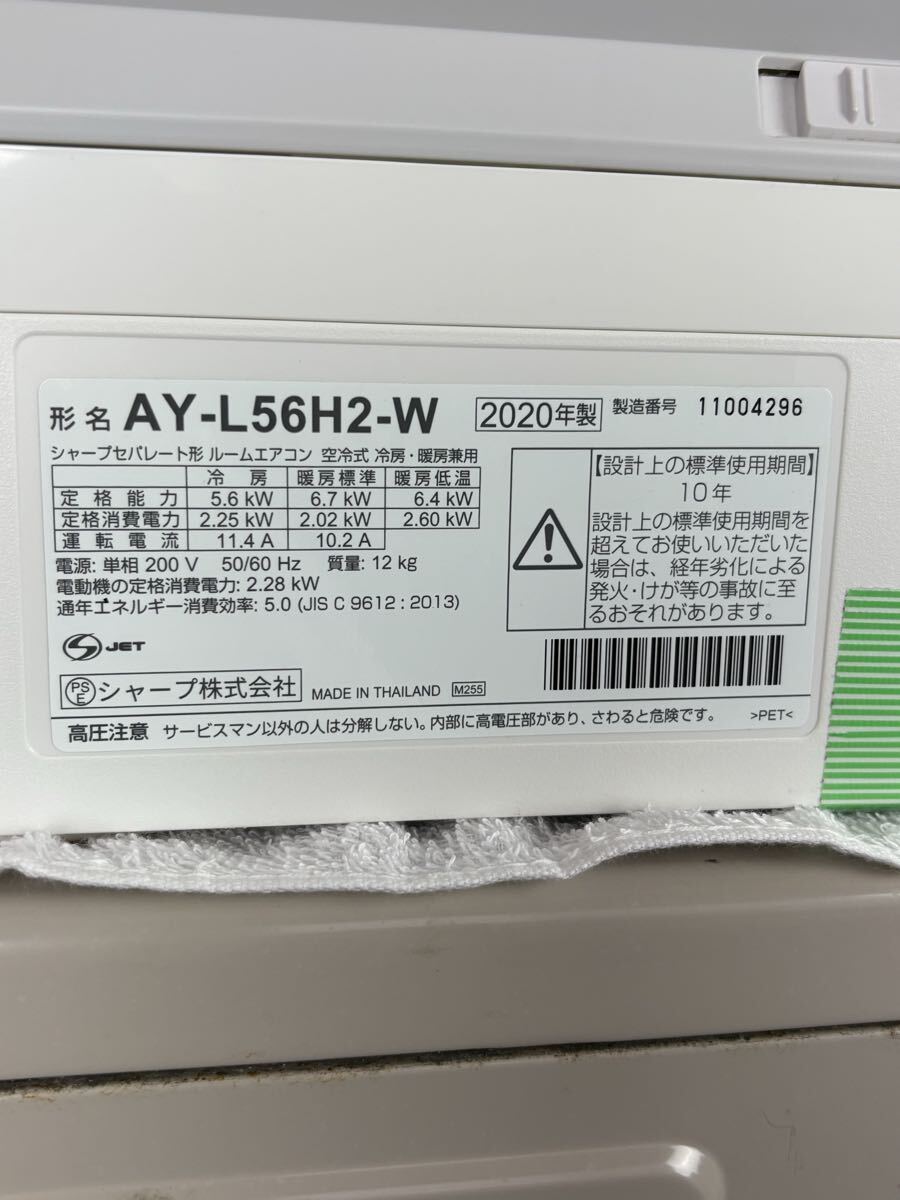 形名 AY-L56H2-W 2020年製 製造番号 11004296
シャープセパレート形 ルームエアコン 空冷式 冷房・暖房兼用
冷房 暖房標準 暖房低温
定格能力 5.6 kW 6.7 kW 6.4 kW
定格消費電力 2.25 kW 2.02 kW 2.60 kW
運転電流 11.4 A 10.2 A
電源: 単相 200 V 50/60 Hz 質量: 12 kg
電動機の定格消費電力: 2.28 kW
通年エネルギー消費効率: 5.0 (JIS C 9612 : 2013)
S JET
PSE シャープ株式会社 MADE IN THAILAND M255
【設計上の標準使用期間】
10年
設計上の標準使用期間を
超えてお使いいただいた
場合は、経年劣化による
発火・けが等の事故に至
るおそれがあります。
高圧注意 サービスマン以外の人は分解しない。内部に高電圧部があり、さわると危険です。 >PET<